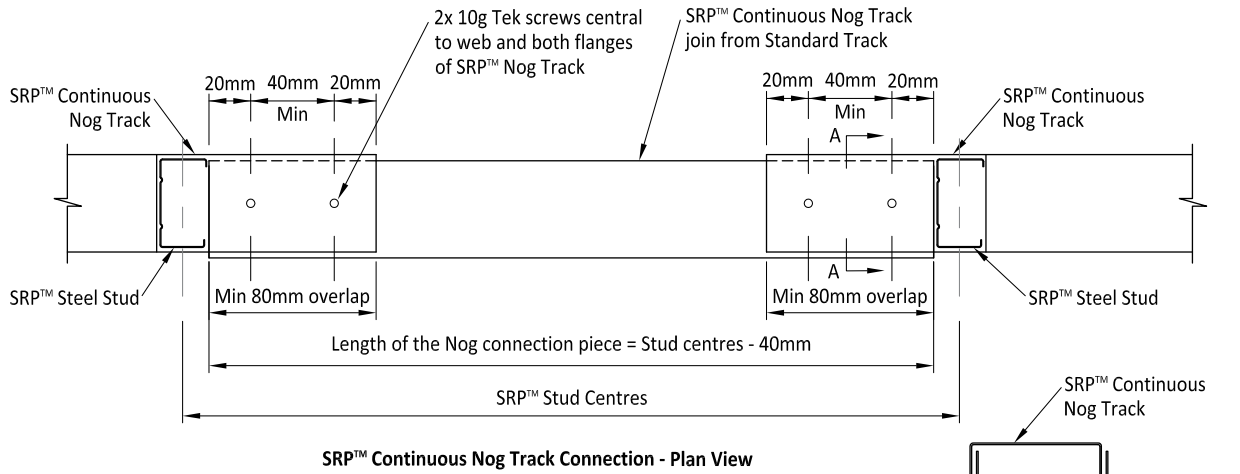 2x 10g Tek screws central
to web and both flanges
of SRP™ Nog Track
SRP™ Continuous Nog Track
join from Standard Track
20mm 40mm 20mm
Min
20mm 40mm 20mm
Min
SRP™ Continuous
Nog Track
SRP™ Continuous
Nog Track
A
A
SRP™ Steel Stud
Min 80mm overlap
Min 80mm overlap
SRP™ Steel Stud
Length of the Nog connection piece = Stud centres - 40mm
SRP™ Stud Centres
SRP™ Continuous
Nog Track
SRP™ Continuous Nog Track Connection - Plan View